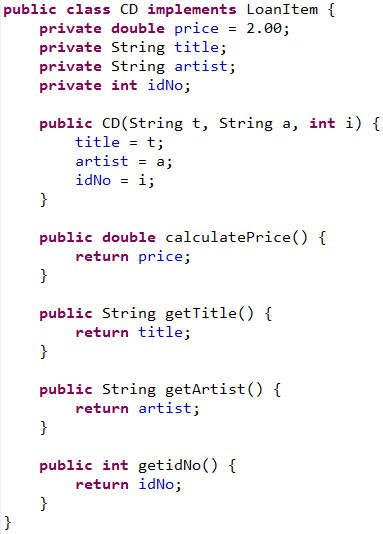 public class CD implements LoanItem {
    private double price = 2.00;
    private String title;
    private String artist;
    private int idNo;

    public CD(String t, String a, int i) {
        title = t;
        artist = a;
        idNo = i;
    }

    public double calculatePrice() {
        return price;
    }

    public String getTitle() {
        return title;
    }

    public String getArtist() {
        return artist;
    }

    public int getidNo() {
        return idNo;
    }
}